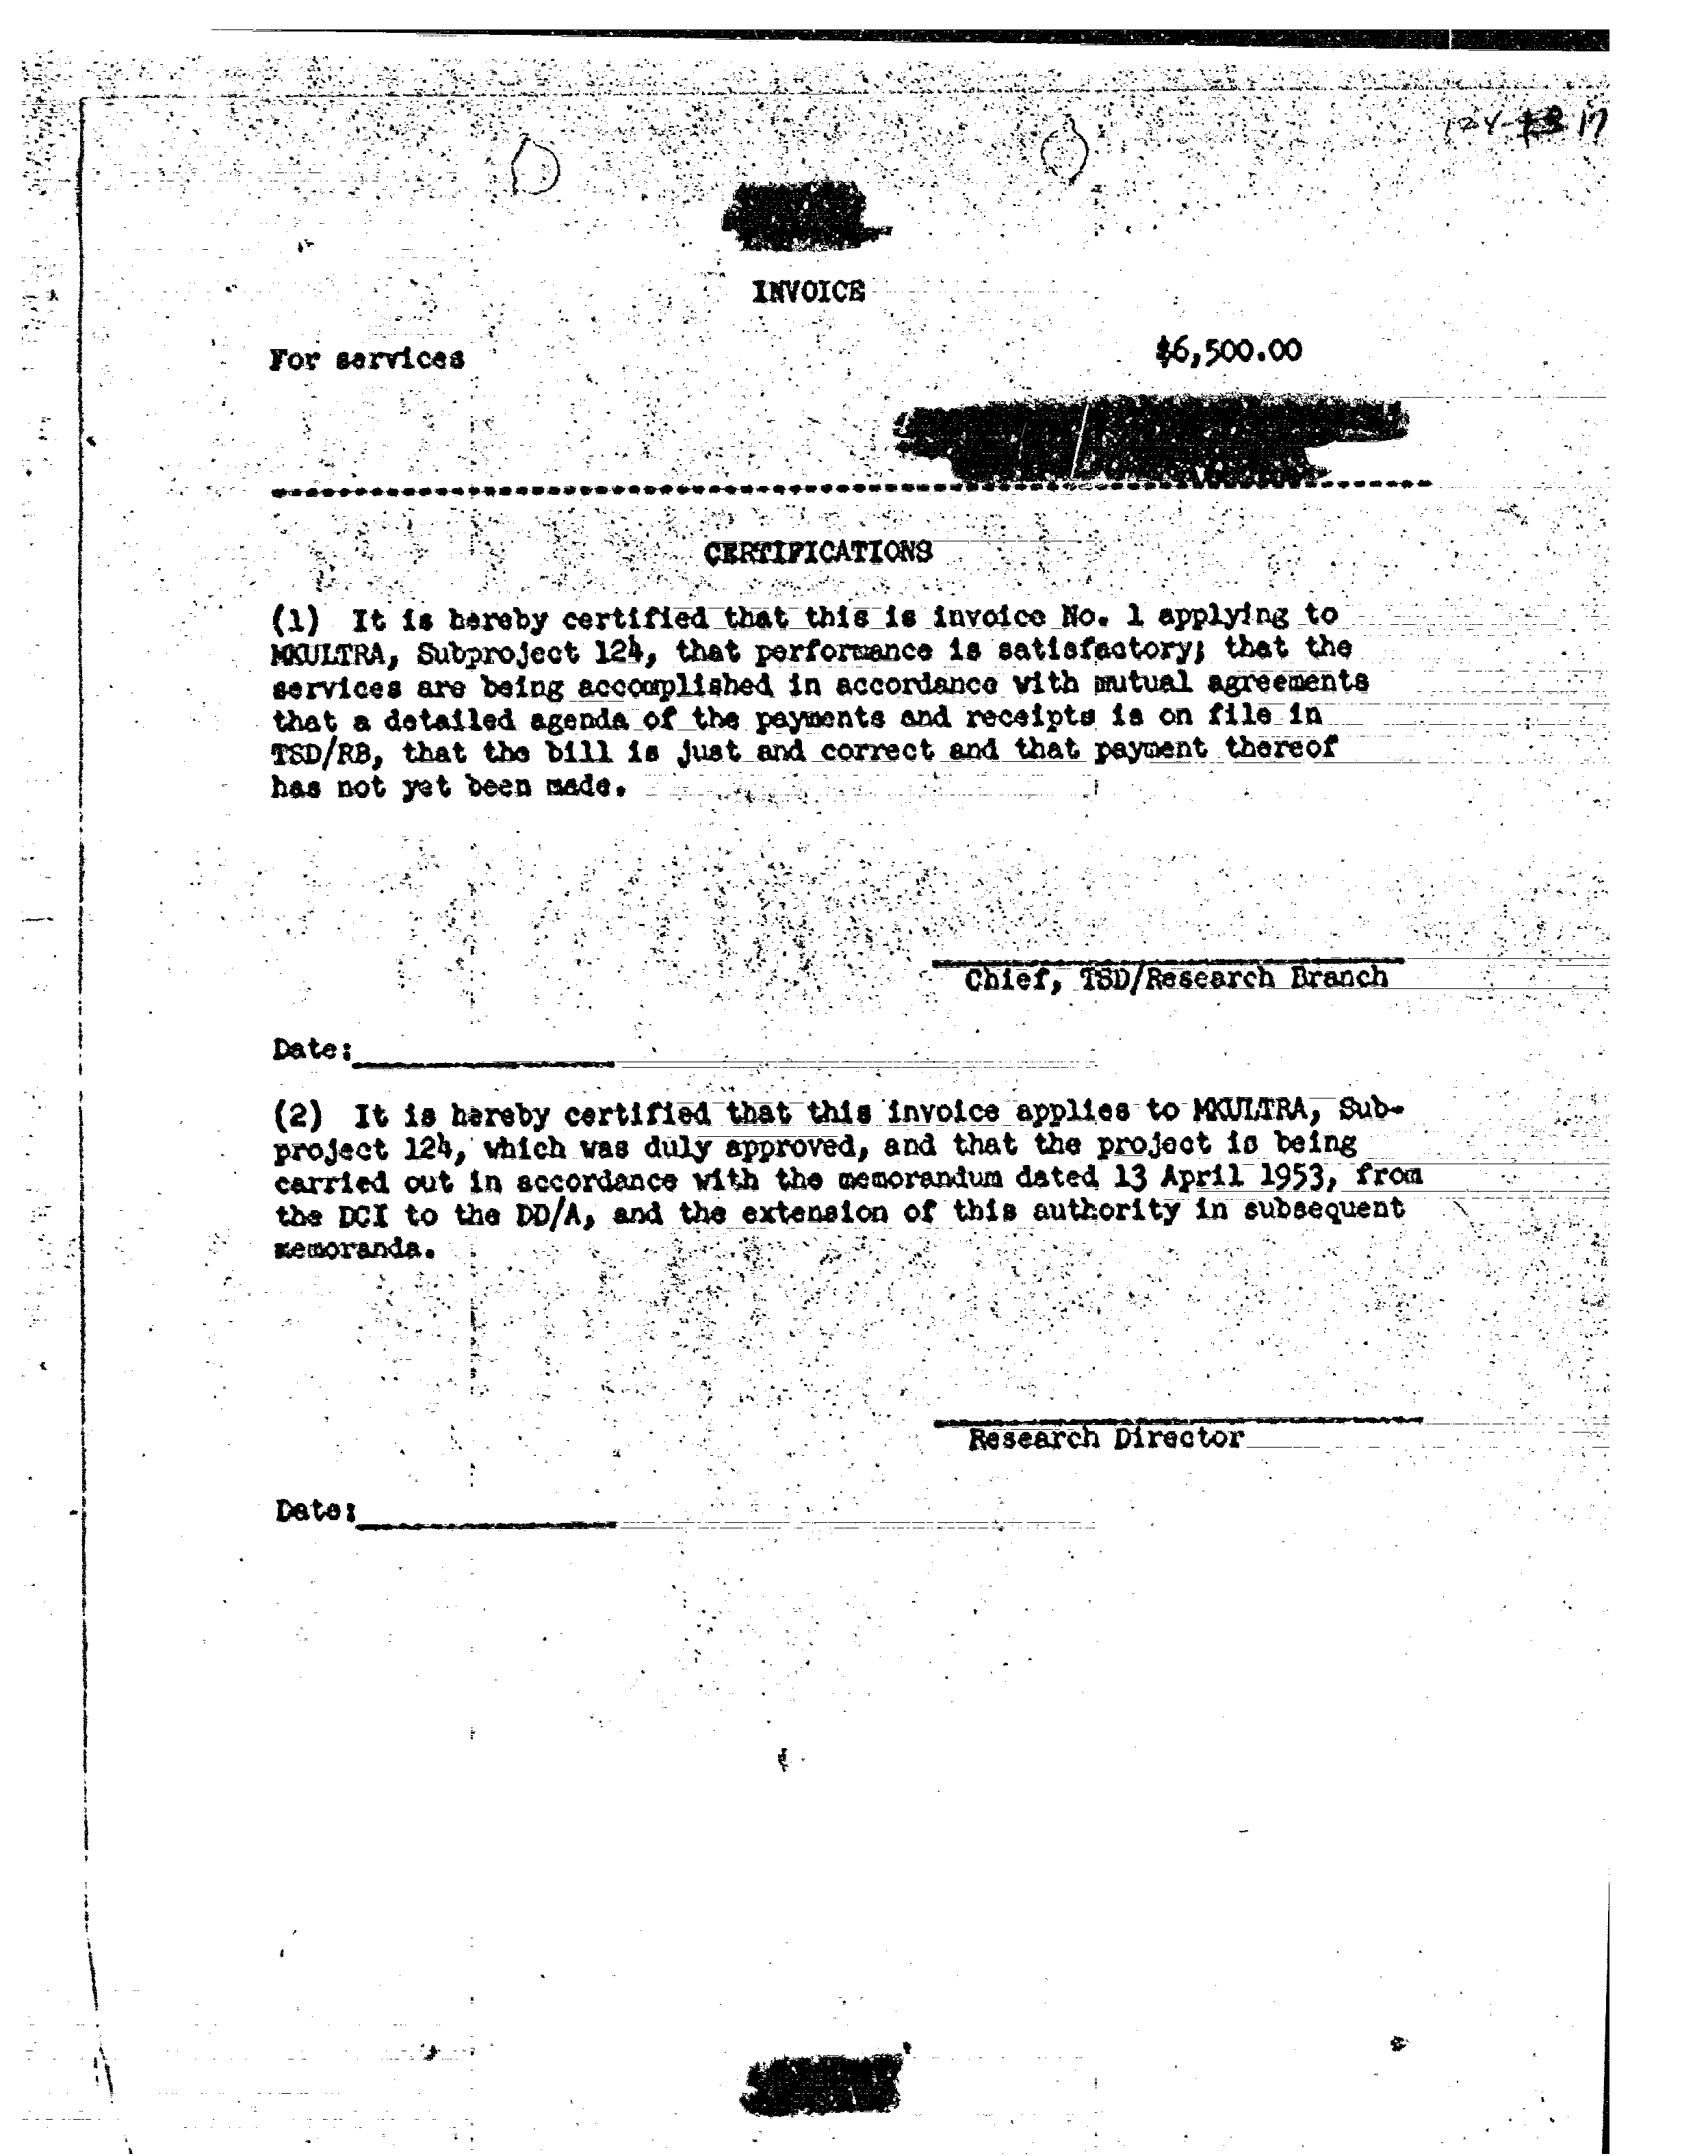 INVOICE
For services $6,500.00
CERTIFICATIONS
(1) It is hereby certified that this is invoice No. 1 applying to
MKULTRA, Subproject 124, that performance is satisfactory; that the
services are being accomplished in accordance with mutual agreements
that a detailed agenda of the payments and receipts is on file in
TSD/RB, that the bill is just and correct and that payment thereof
has not yet been made.
Chief, TSD/Research Branch
Date:
(2) It is hereby certified that this invoice applies to MKULTRA, Sub-
project 124, which was duly approved, and that the project is being
carried out in accordance with the memorandum dated 13 April 1953, from
the DCI to the DD/A, and the extension of this authority in subsequent
memoranda.
Research Director
Date: